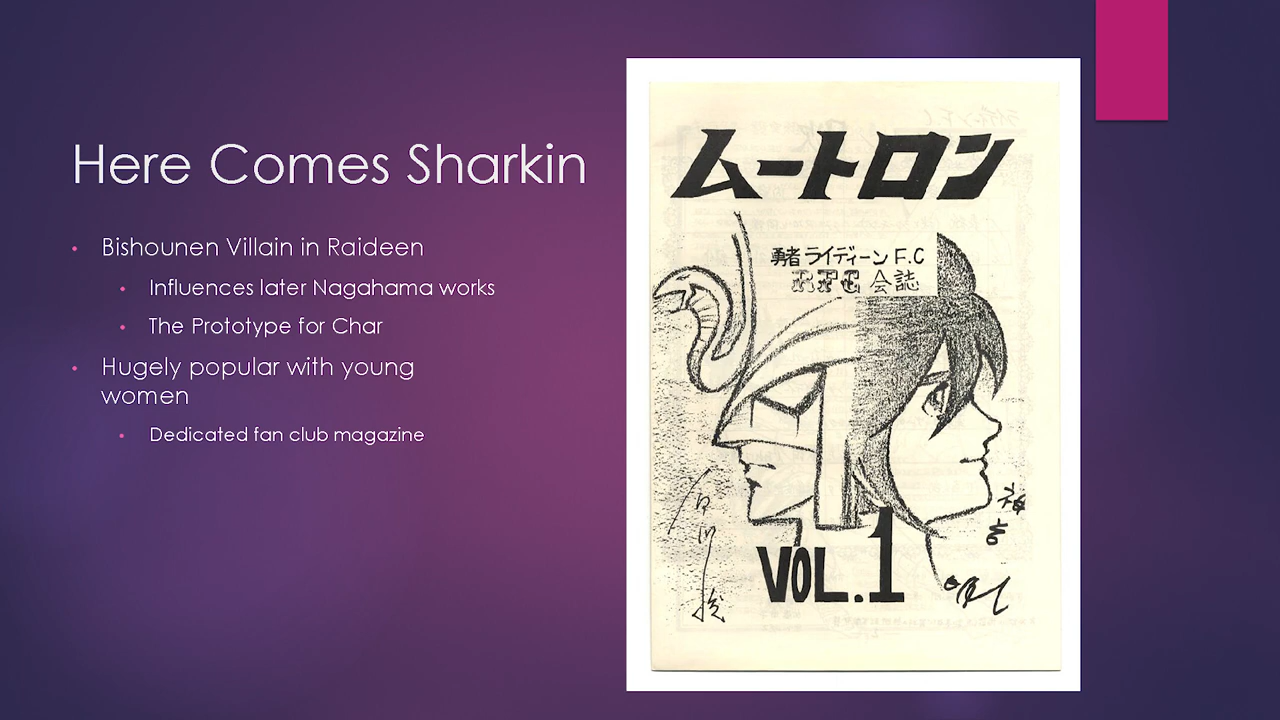 Here Comes Sharkin
Bishounen Villain in Raideen
Influences later Nagahama works
The Prototype for Char
Hugely popular with young
women
Dedicated fan club magazine
ムートロン
勇者ライディーン F.C
RFC 会誌
VOL.1